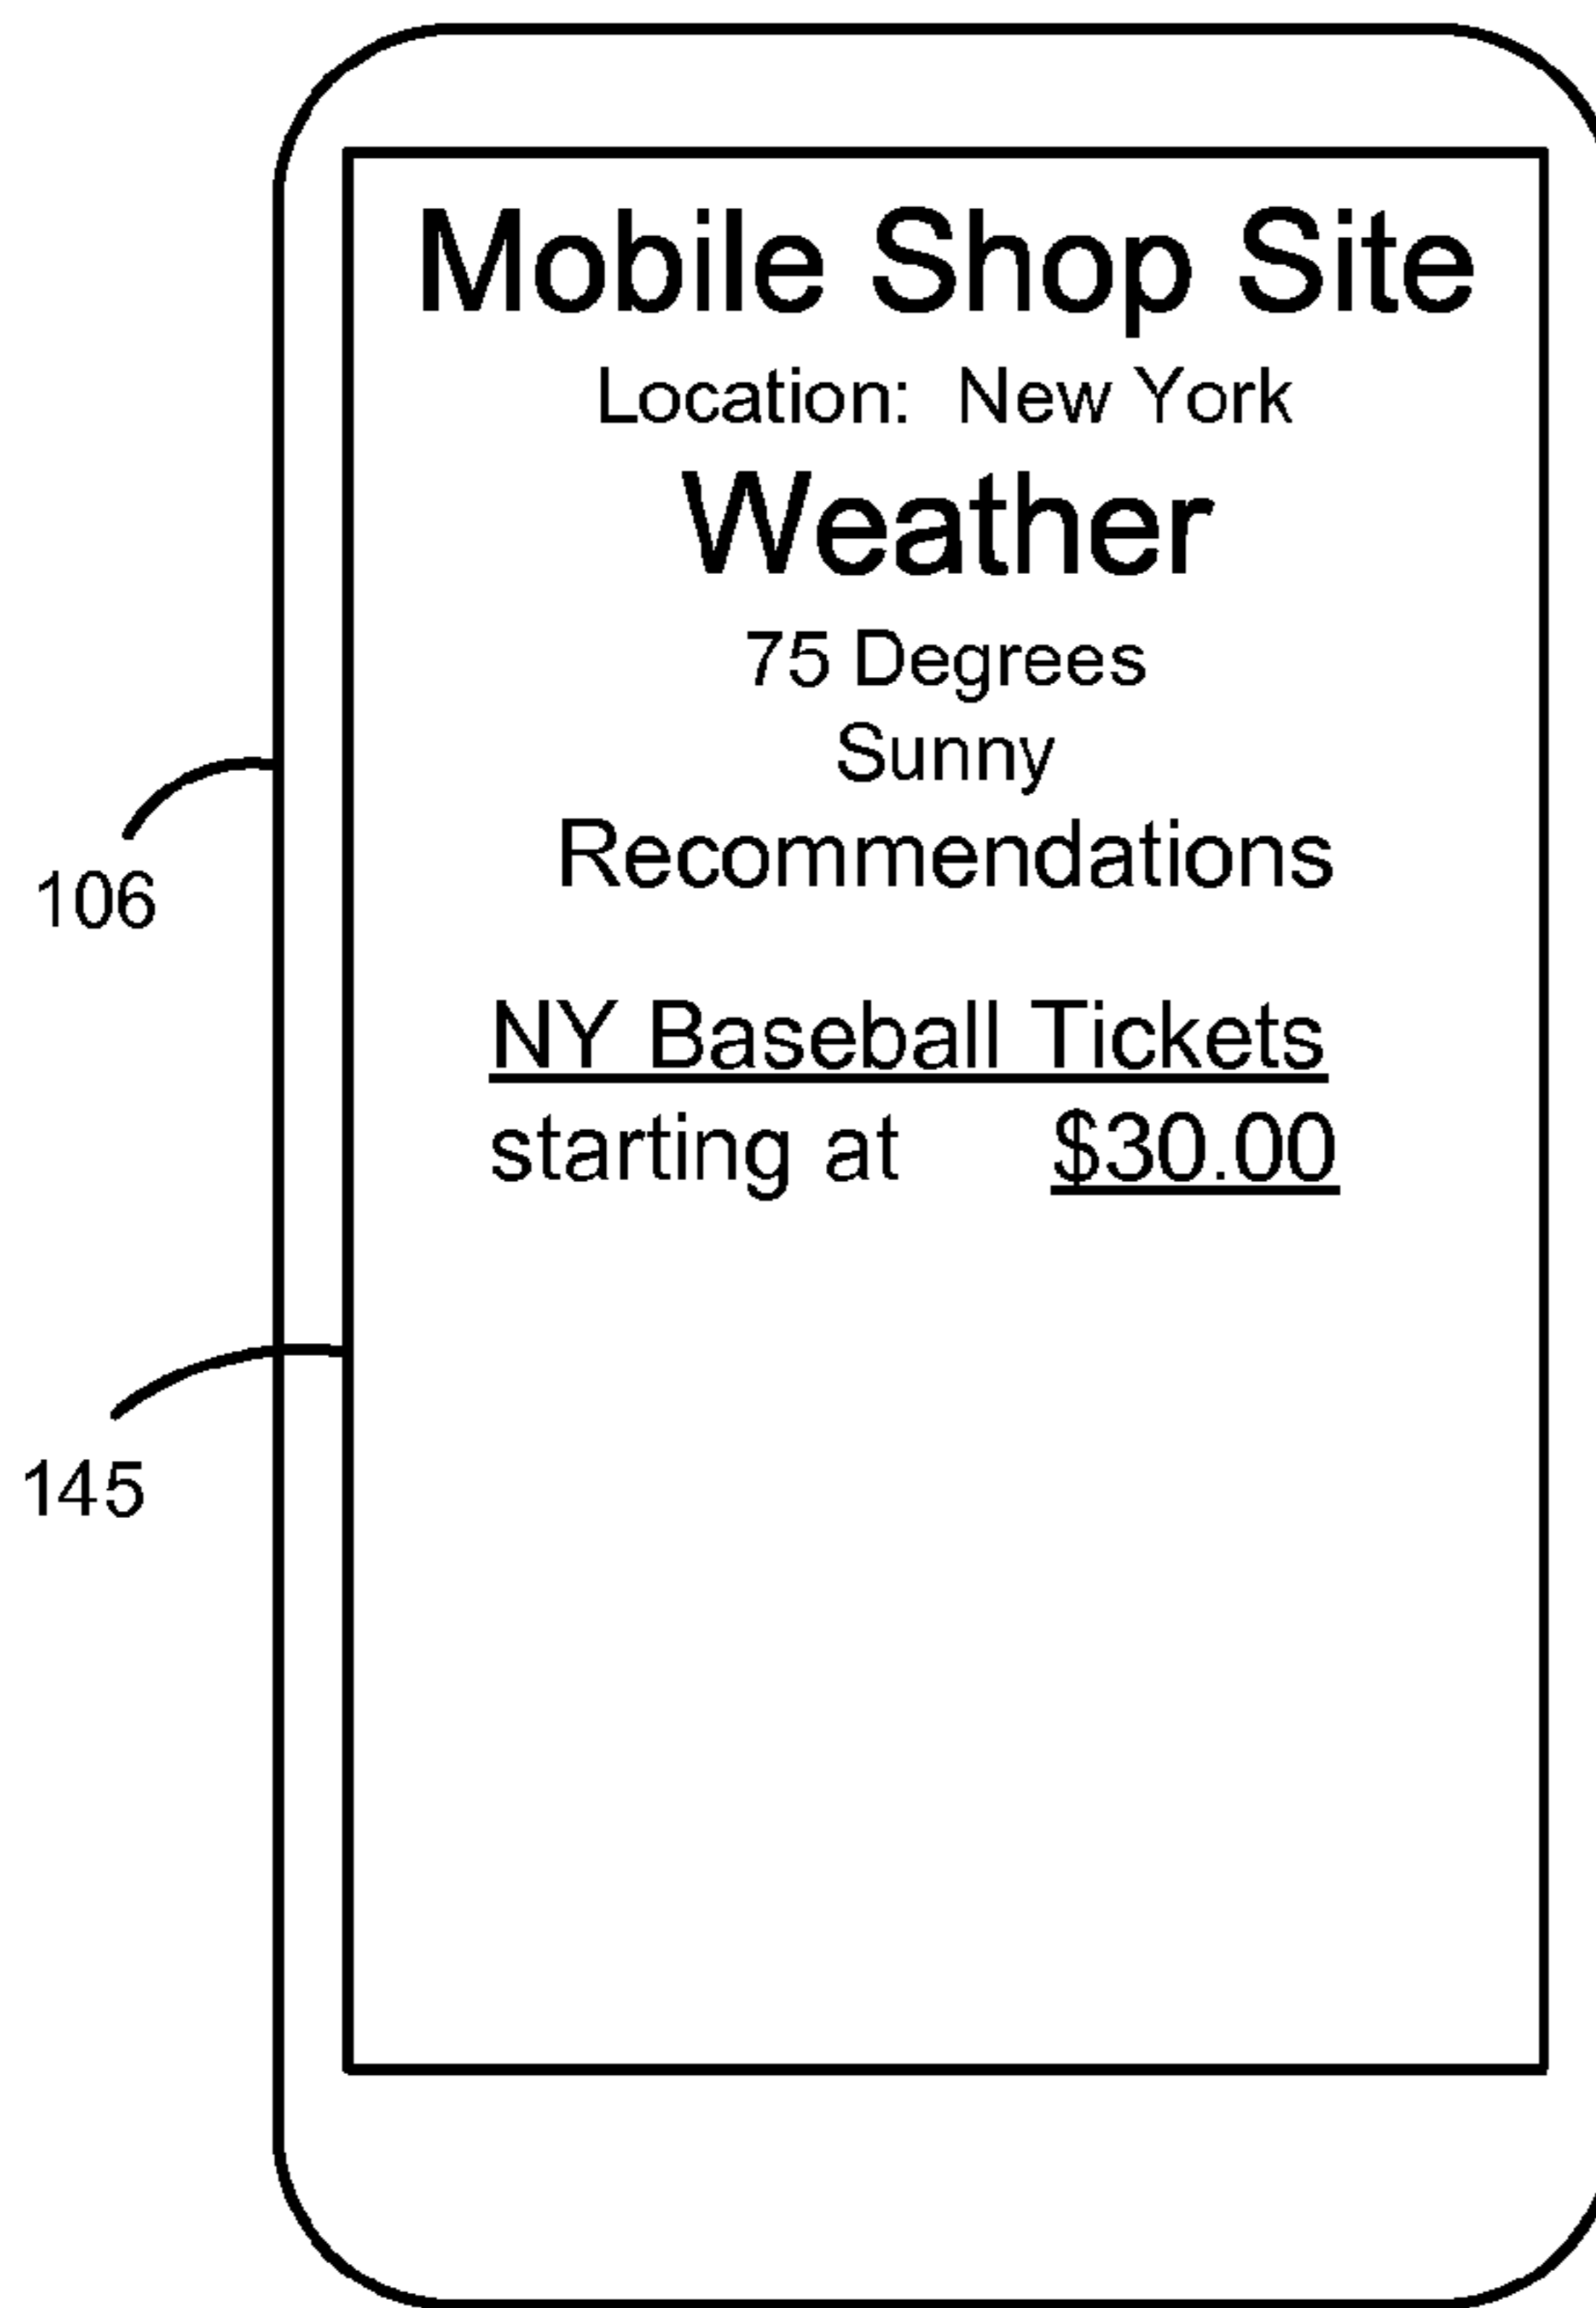 Mobile Shop Site
Location: New York
Weather
75 Degrees
Sunny
Recommendations
106
NY Baseball Tickets
starting at $30.00
145